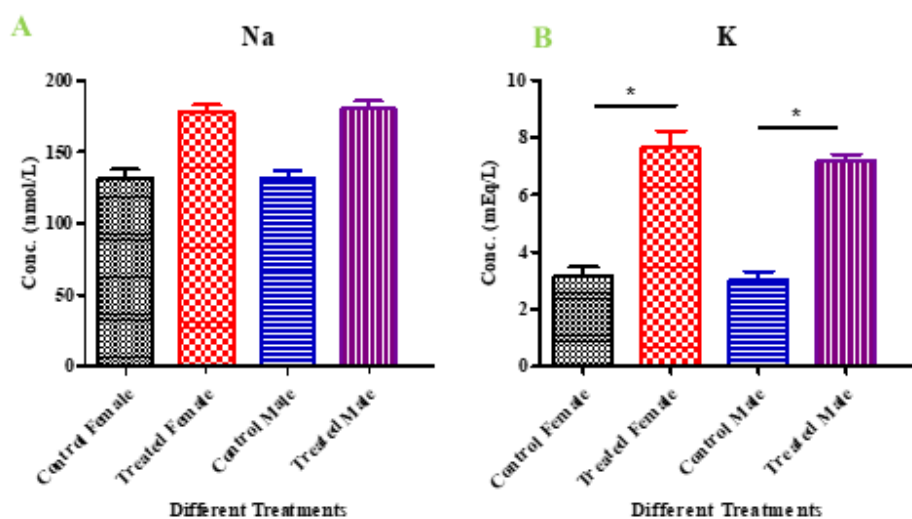 A
Na
Conc. (nmol/L)
200
150
100
50
0
Control Female
Treated Female
Control Male
Treated Male
Different Treatments
B
K
Conc. (mEq/L)
10
8
6
4
2
0
*
*
Control Female
Treated Female
Control Male
Treated Male
Different Treatments